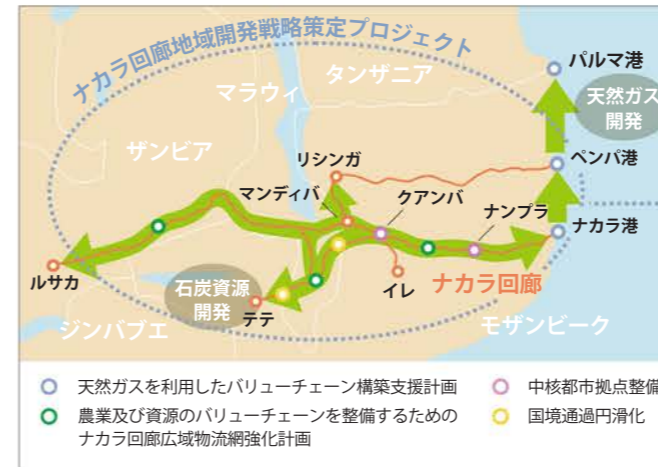 ナカラ回廊地域開発戦略策定プロジェクト
パルマ港
タンザニア
マラウィ
天然ガス
開発
ザンビア
リシンガ
ペンパ港
マンディバ
クアンバ
ナンプラ
ナカラ港
ルサカ
石炭資源
開発
テテ
イレ
ナカラ回廊
ジンバブエ
モザンビーク
天然ガスを利用したバリューチェーン構築支援計画
中核都市拠点整備
農業及び資源のバリューチェーンを整備するための
ナカラ回廊広域物流網強化計画
国境通過円滑化